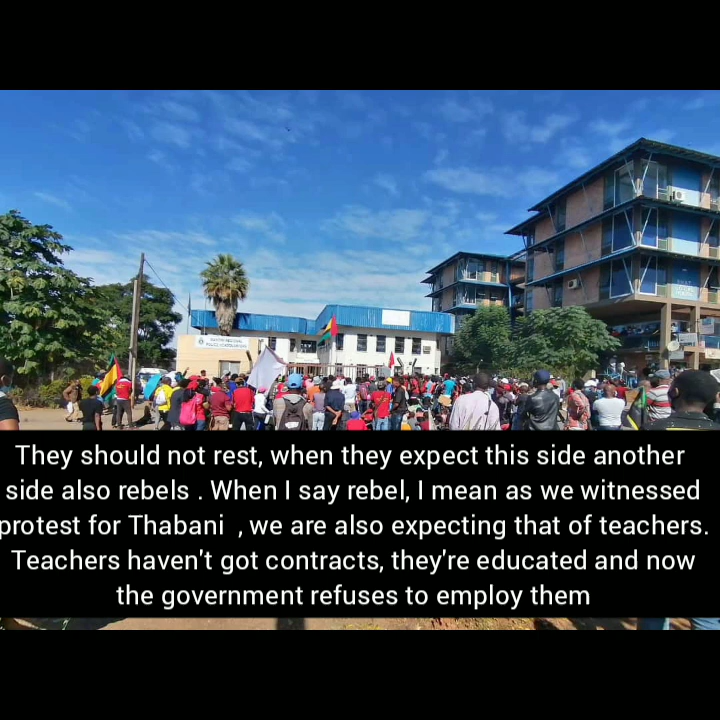 They should not rest, when they expect this side another
side also rebels . When I say rebel, I mean as we witnessed
protest for Thabani , we are also expecting that of teachers.
Teachers haven't got contracts, they're educated and now
the government refuses to employ them